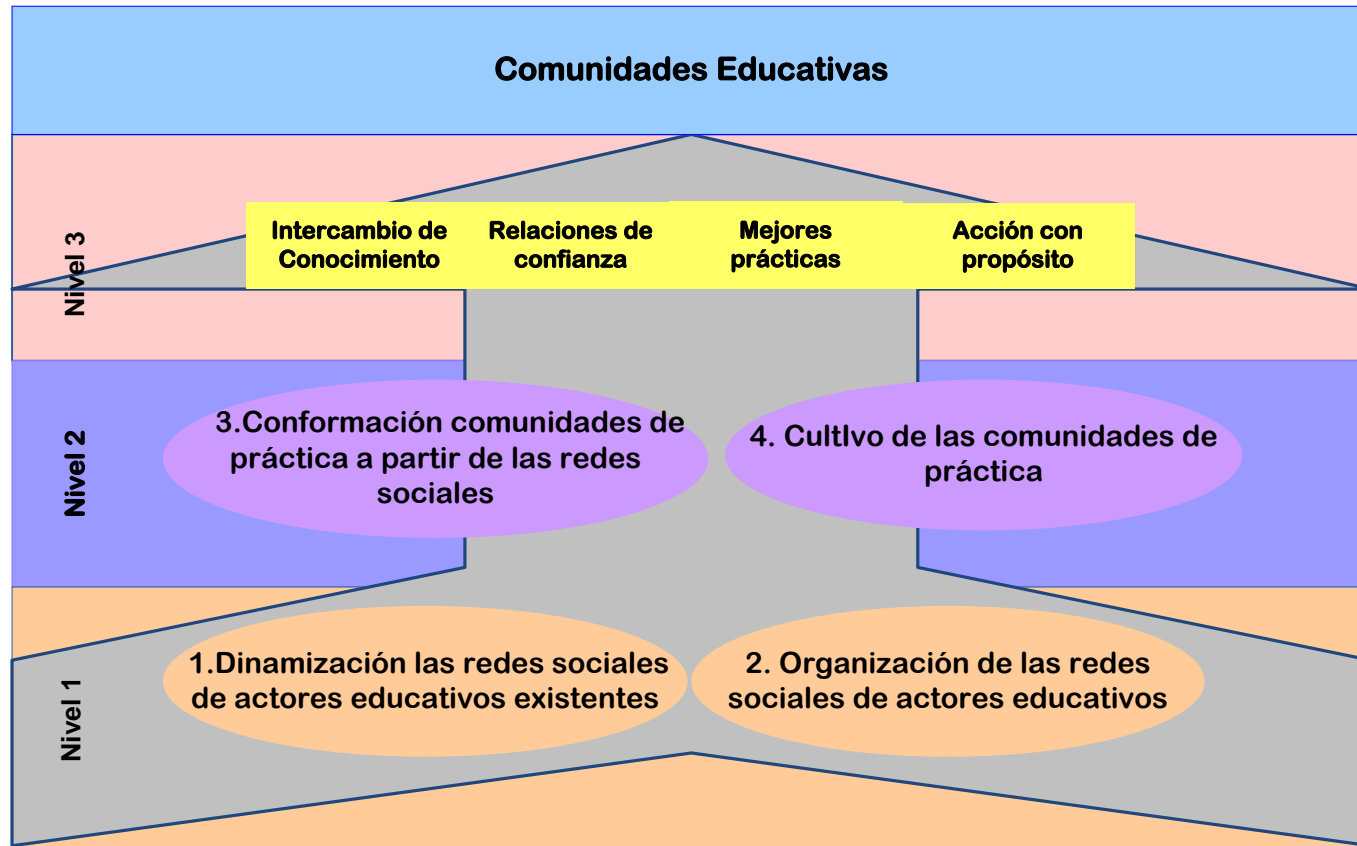 Comunidades Educativas
Nivel 3
Intercambio de
Conocimiento
Relaciones de
confianza
Mejores
prácticas
Acción con
propósito
Nivel 2
3.Conformación comunidades de
práctica a partir de las redes
sociales
4. CultIvo de las comunidades de
práctica
Nivel 1
1.Dinamización las redes sociales
de actores educativos existentes
2. Organización de las redes
sociales de actores educativos